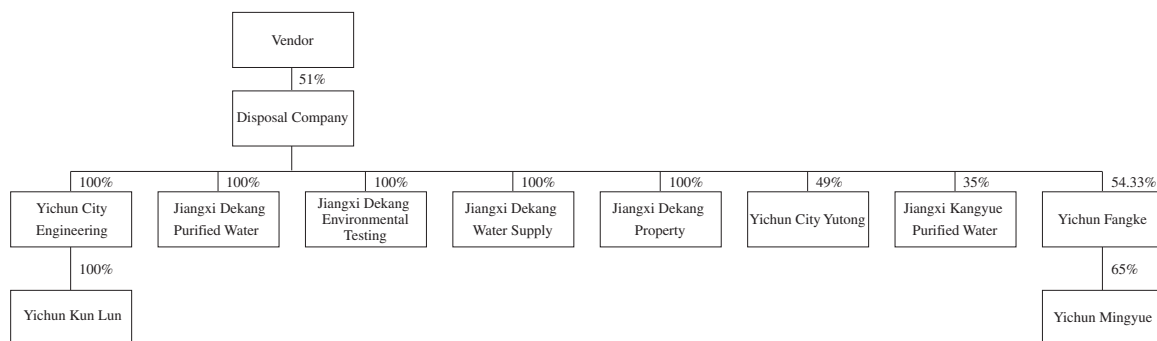 Vendor
51%
Disposal Company
100%
100%
100%
100%
100%
49%
35%
54.33%
Yichun City
Engineering
Jiangxi Dekang
Purified Water
Jiangxi Dekang
Environmental
Testing
Jiangxi Dekang
Water Supply
Jiangxi Dekang
Property
Yichun City Yutong
Jiangxi Kangyue
Purified Water
Yichun Fangke
100%
65%
Yichun Kun Lun
Yichun Mingyue